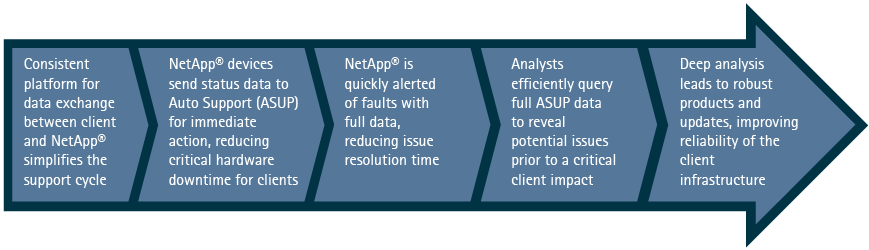 Consistent
platform for
data exchange
between client
and NetApp®
simplifies the
support cycle
NetApp® devices
send status data to
Auto Support (ASUP)
for immediate
action, reducing
critical hardware
downtime for clients
NetApp® is
quickly alerted
of faults with
full data,
reducing issue
resolution time
Analysts
efficiently query
full ASUP data
to reveal
potential issues
prior to a critical
client impact
Deep analysis
leads to robust
products and
updates, improving
reliability of the
client
infrastructure